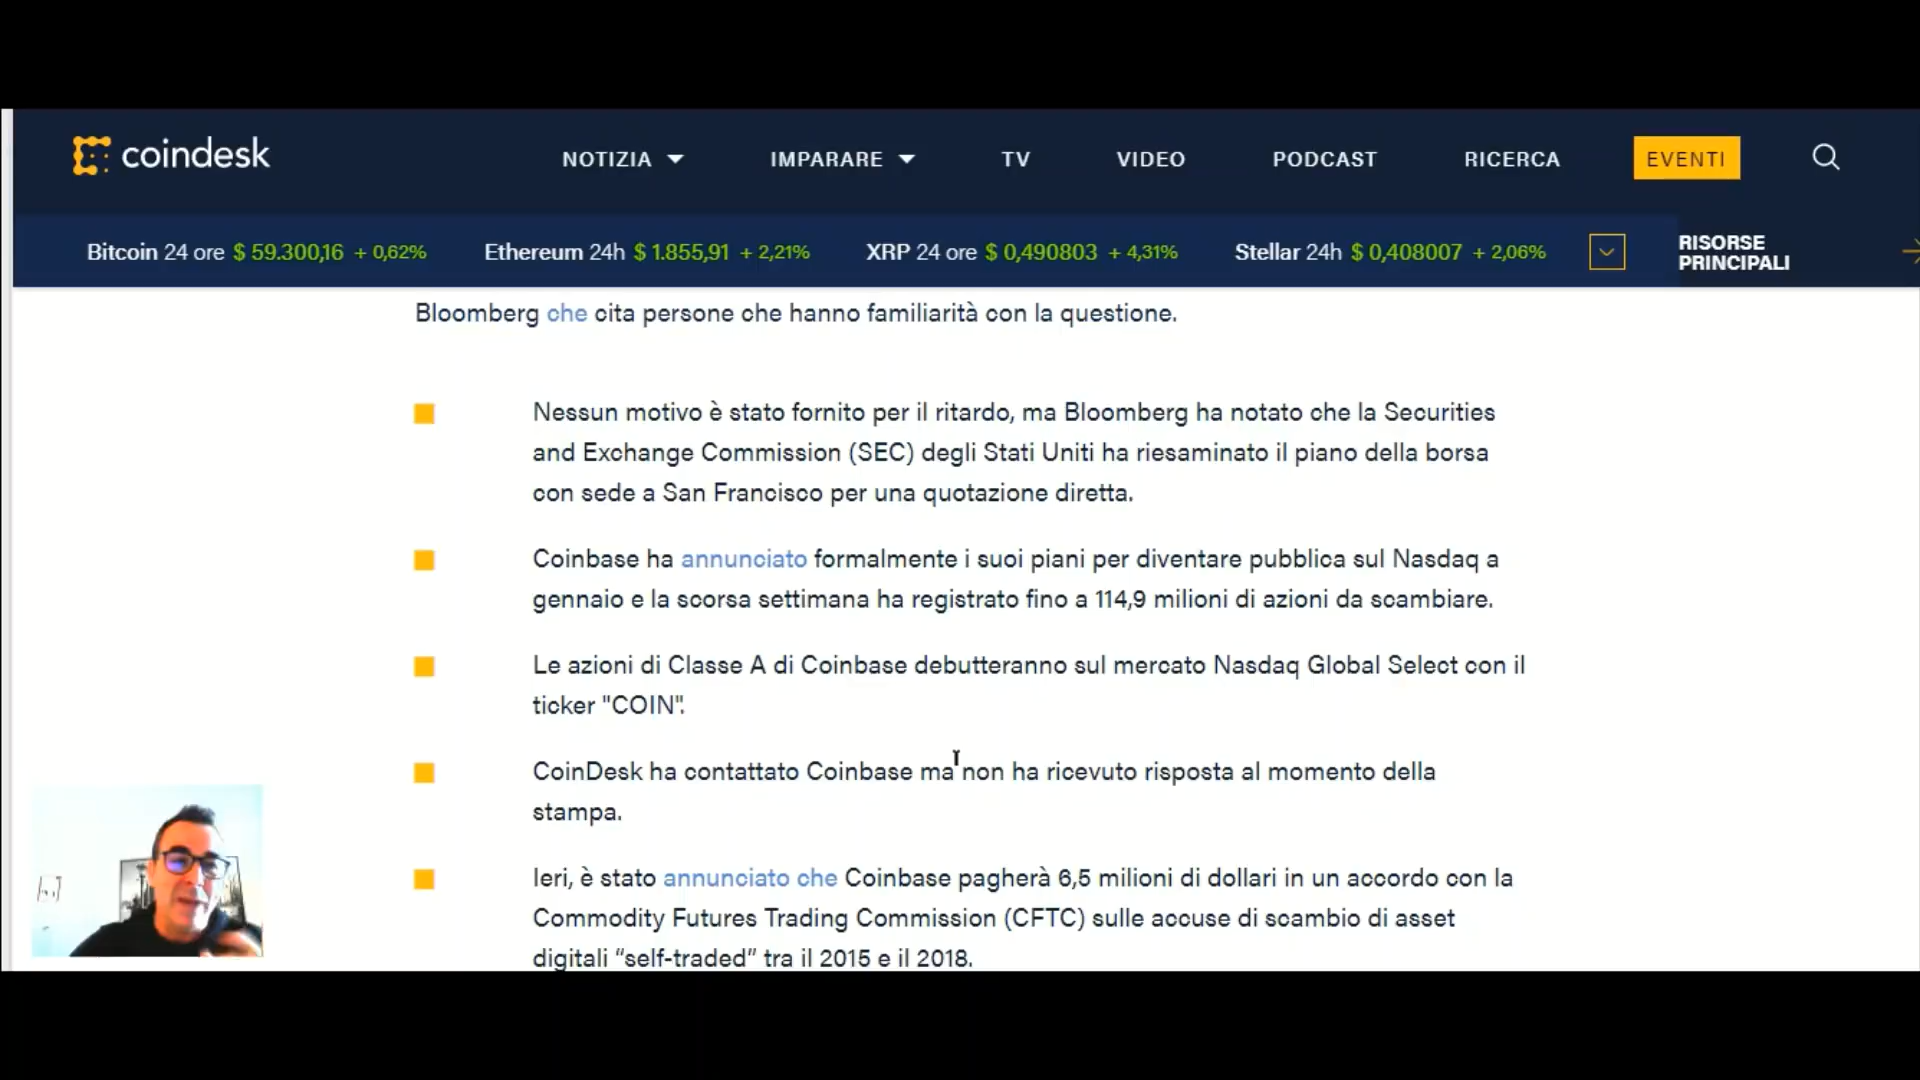 coindesk
NOTIZIA
IMPARARE
TV
VIDEO
PODCAST
RICERCA
EVENTI
Bitcoin 24 ore $ 59.300,16 + 0,62%
Ethereum 24h $ 1.855,91 + 2,21%
XRP 24 ore $ 0,490803 + 4,31%
Stellar 24h $ 0,408007 + 2,06%
RISORSE
PRINCIPALI
Bloomberg che cita persone che hanno familiarità con la questione.
Nessun motivo è stato fornito per il ritardo, ma Bloomberg ha notato che la Securities
and Exchange Commission (SEC) degli Stati Uniti ha riesaminato il piano della borsa
con sede a San Francisco per una quotazione diretta.
Coinbase ha annunciato formalmente i suoi piani per diventare pubblica sul Nasdaq a
gennaio e la scorsa settimana ha registrato fino a 114,9 milioni di azioni da scambiare.
Le azioni di Classe A di Coinbase debutteranno sul mercato Nasdaq Global Select con il
ticker "COIN".
CoinDesk ha contattato Coinbase ma non ha ricevuto risposta al momento della
stampa.
Ieri, è stato annunciato che Coinbase pagherà 6,5 milioni di dollari in un accordo con la
Commodity Futures Trading Commission (CFTC) sulle accuse di scambio di asset
digitali “self-traded” tra il 2015 e il 2018.